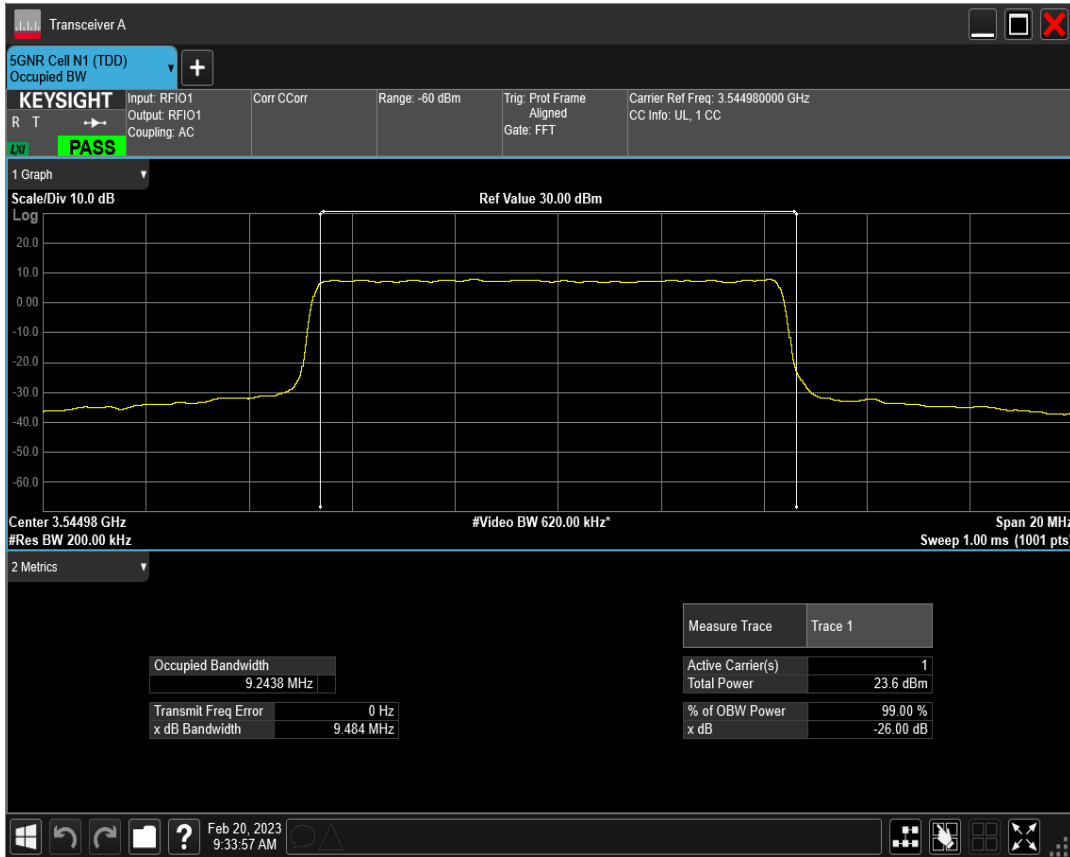 Transceiver A
5GNR Cell N1 (TDD)
Occupied BW
+
KEYSIGHT
R T
LXI
PASS
Input: RFIO1
Output: RFIO1
Coupling: AC
Corr CCorr
Range: -60 dBm
Trig: Prot Frame
Aligned
Gate: FFT
Carrier Ref Freq: 3.544980000 GHz
CC Info: UL, 1 CC
1 Graph
Scale/Div 10.0 dB
Ref Value 30.00 dBm
Log
20.0
10.0
0.00
-10.0
-20.0
-30.0
-40.0
-50.0
-60.0
Center 3.54498 GHz
#Video BW 620.00 kHz*
Span 20 MHz
#Res BW 200.00 kHz
Sweep 1.00 ms (1001 pts)
2 Metrics
Measure Trace Trace 1
Occupied Bandwidth
9.2438 MHz
Active Carrier(s) 1
Total Power 23.6 dBm
Transmit Freq Error 0 Hz
x dB Bandwidth 9.484 MHz
% of OBW Power 99.00 %
x dB -26.00 dB
?
Feb 20, 2023
9:33:57 AM